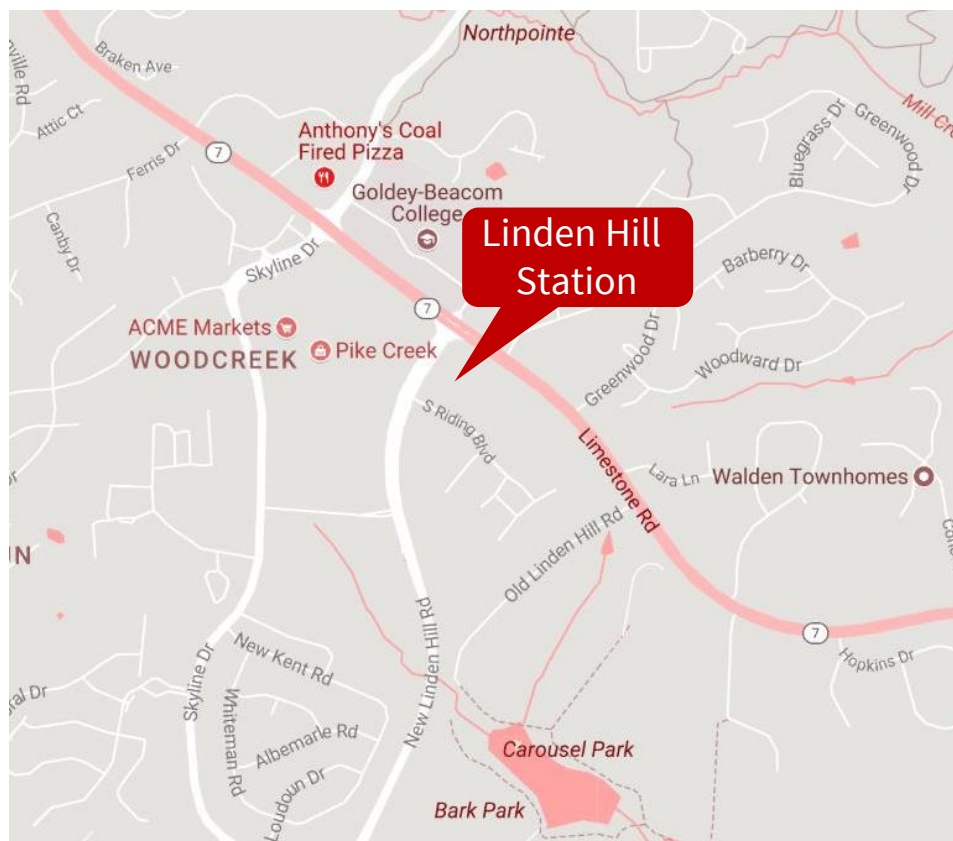 Northpointe
Braken Ave
Attic Ct
Ferris Dr
7
Anthony's Coal
Fired Pizza
Goldey-Beacom
College
Linden Hill
Station
Bluegrass Dr
Greenwood Dr
Canby Dr
Skyline Dr
Barberry Dr
7
ACME Markets
WOODCREEK
Pike Creek
Greenwood Dr
Woodward Dr
S Riding Blvd
Limestone Rd
Lara Ln
Walden Townhomes
Old Linden Hill Rd
New Linden Hill Rd
7
Hopkins Dr
New Kent Rd
Skyline Dr
Whiteman Rd
Albemarle Rd
Loudoun Dr
Carousel Park
Bark Park